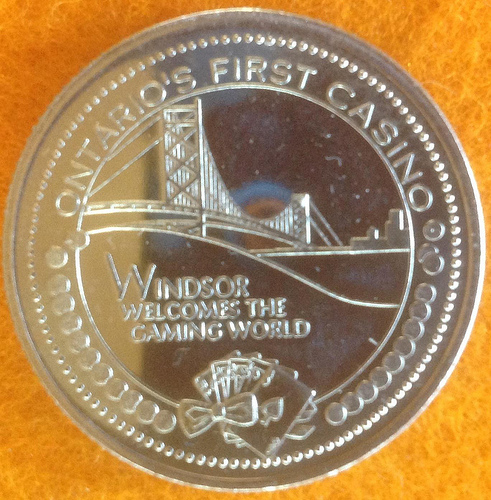 ONTARIO'S FIRST CASINO
WINDSOR
WELCOMES THE
GAMING WORLD